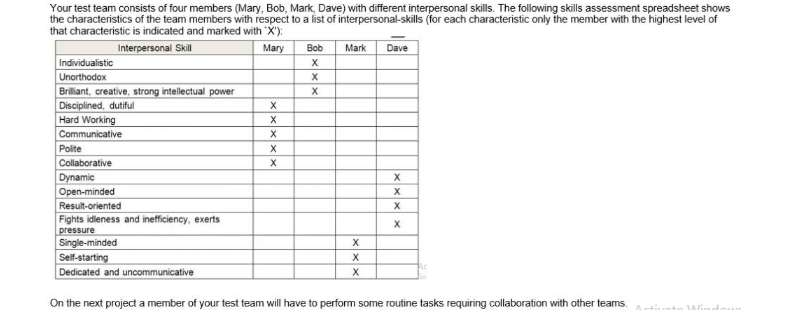 Your test team consists of four members (Mary, Bob, Mark, Dave) with different interpersonal skills. The following skills assessment spreadsheet shows
the characteristics of the team members with respect to a list of interpersonal-skills (for each characteristic only the member with the highest level of
that characteristic is indicated and marked with "X"):
Interpersonal Skill Mary Bob Mark Dave
Individualistic X
Unorthodox X
Brilliant, creative, strong intellectual power X
Disciplined, dutiful X
Hard Working X
Communicative X
Polite X
Collaborative X
Dynamic X
Open-minded X
Result-oriented X
Fights idleness and inefficiency, exerts
pressure X
Single-minded X
Self-starting X
Dedicated and uncommunicative X
On the next project a member of your test team will have to perform some routine tasks requiring collaboration with other teams.